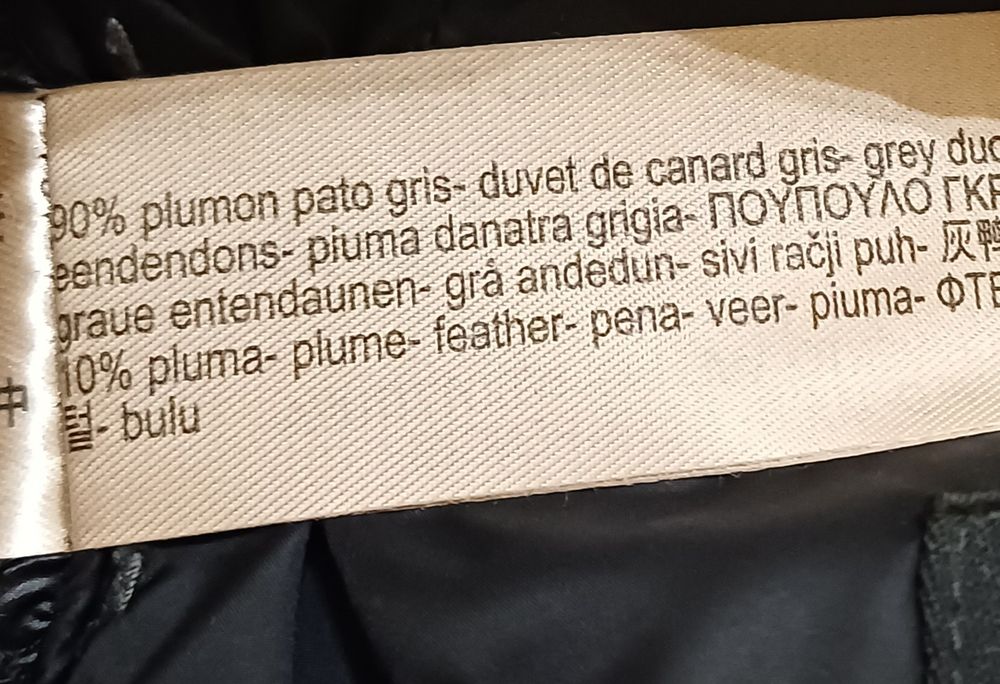 90% plumon pato gris- duvet de canard gris- grey duc
eendendons- piuma danatra grigia- ΠΟΥΠΟΥΛΟ ΓΚΡ
graue entendaunen- grå andedun- sivi račji puh- 灰鸭
10% pluma- plume- feather- pena- veer- piuma- ΦΤΕ
털- bulu